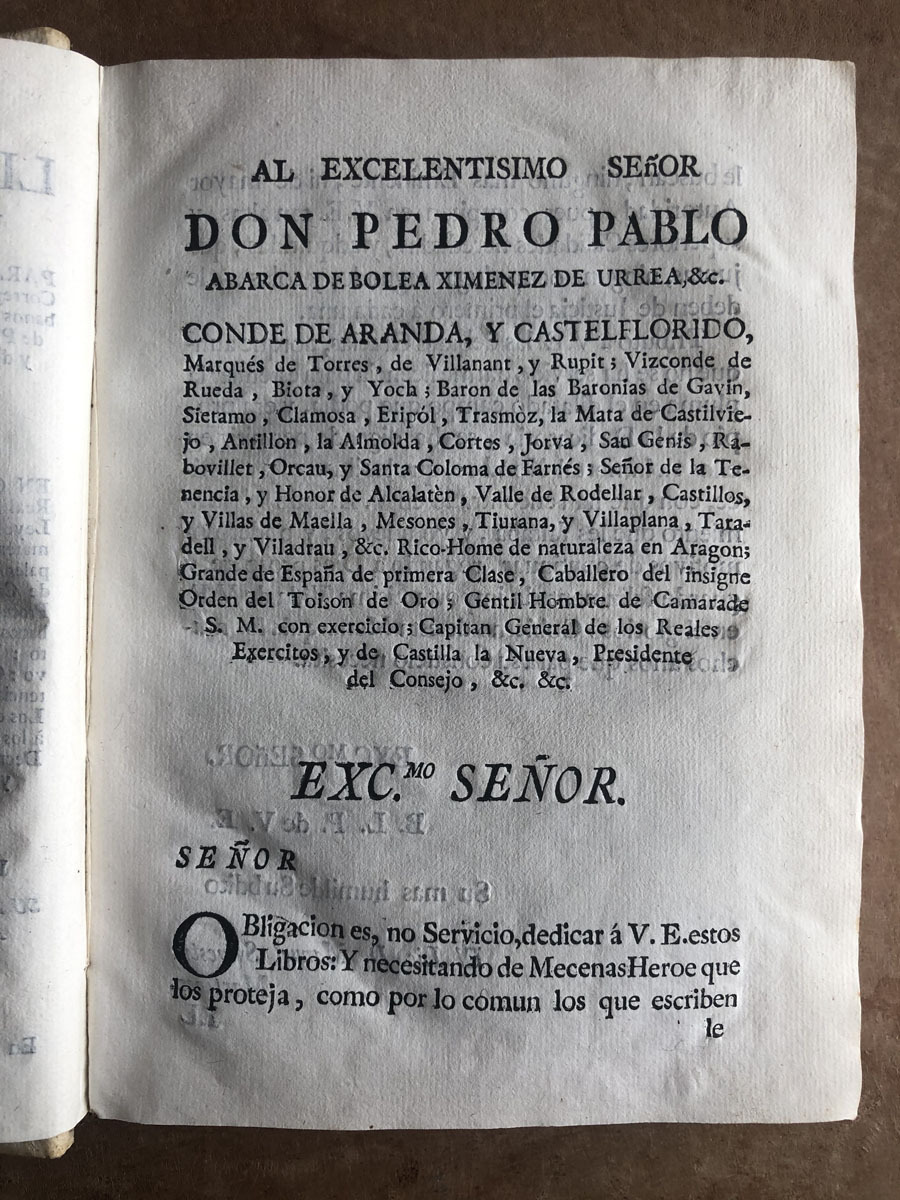 AL EXCELENTISIMO SEñOR
DON PEDRO PABLO
ABARCA DE BOLEA XIMENEZ DE URREA,&c.
CONDE DE ARANDA, Y CASTELFLORIDO,
Marqués de Torres, de Villanant, y Rupit; Vizconde de
Rueda, Biota, y Yoch; Baron de las Baronias de Gavín,
Sietamo, Clamosa, Eripól, Trasmòz, la Mata de Castilvie-
jo, Antillon, la Almolda, Cortes, Jorva, San Genis, Ra-
bovillet, Orcau, y Santa Coloma de Farnés; Señor de la Te-
nencia, y Honor de Alcalatèn, Valle de Rodellar, Castillos,
y Villas de Maella, Mesones, Tiurana, y Villaplana, Tara-
dell, y Viladrau, &c. Rico-Home de naturaleza en Aragon;
Grande de España de primera Clase, Caballero del insigne
Orden del Toison de Oro; Gentil Hombre de Camarade
S. M. con exercicio; Capitan General de los Reales
Exercitos, y de Castilla la Nueva, Presidente
del Consejo, &c. &c.
EXC.MO SEÑOR.
SEÑOR
OBligacion es, no Servicio,dedicar á V. E.estos
Libros: Y necesitando de MecenasHeroe que
los proteja, como por lo comun los que escriben
le